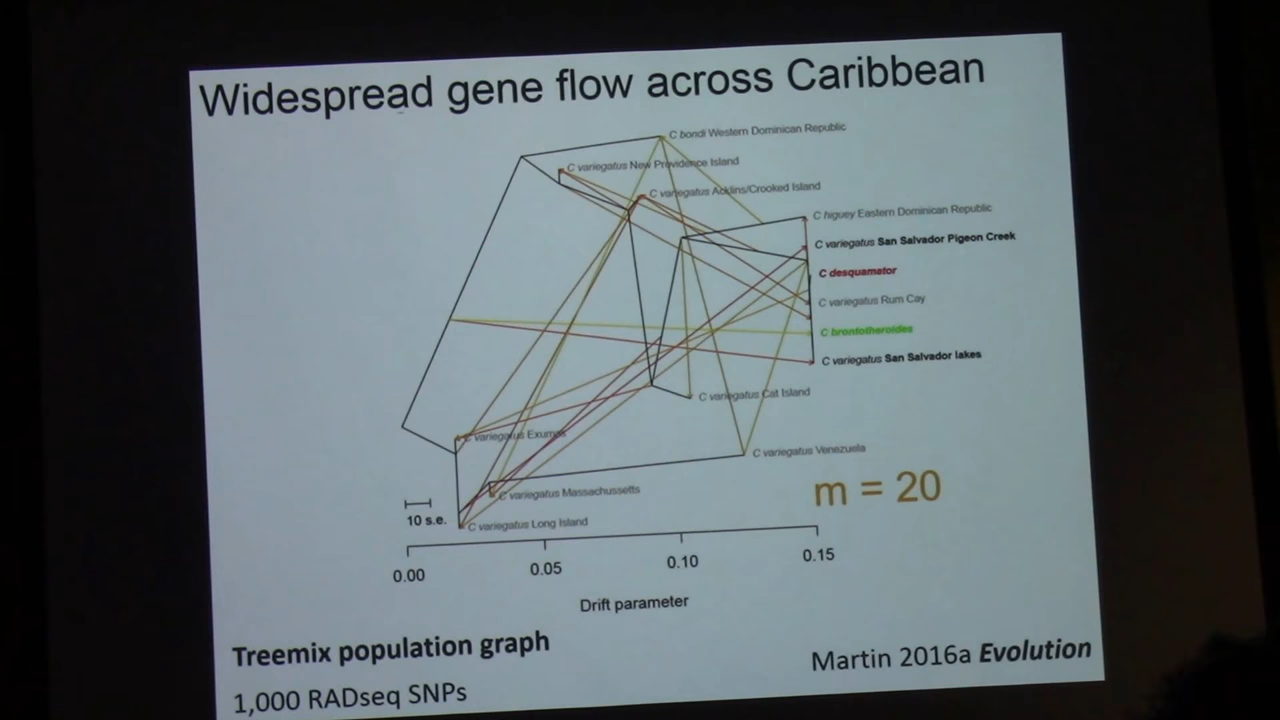 Widespread gene flow across Caribbean
C bondi Western Dominican Republic
C variegatus New Providence Island
C variegatus Acklins/Crooked Island
C higuey Eastern Dominican Republic
C variegatus San Salvador Pigeon Creek
C desquamator
C variegatus Rum Cay
C brontotheroides
C variegatus San Salvador lakes
C variegatus Cat Island
C variegatus Exumas
C variegatus Venezuela
C variegatus Massachussetts
m = 20
10 s.e.
C variegatus Long Island
0.00 0.05 0.10 0.15
Drift parameter
Treemix population graph
Martin 2016a Evolution
1,000 RADseq SNPs